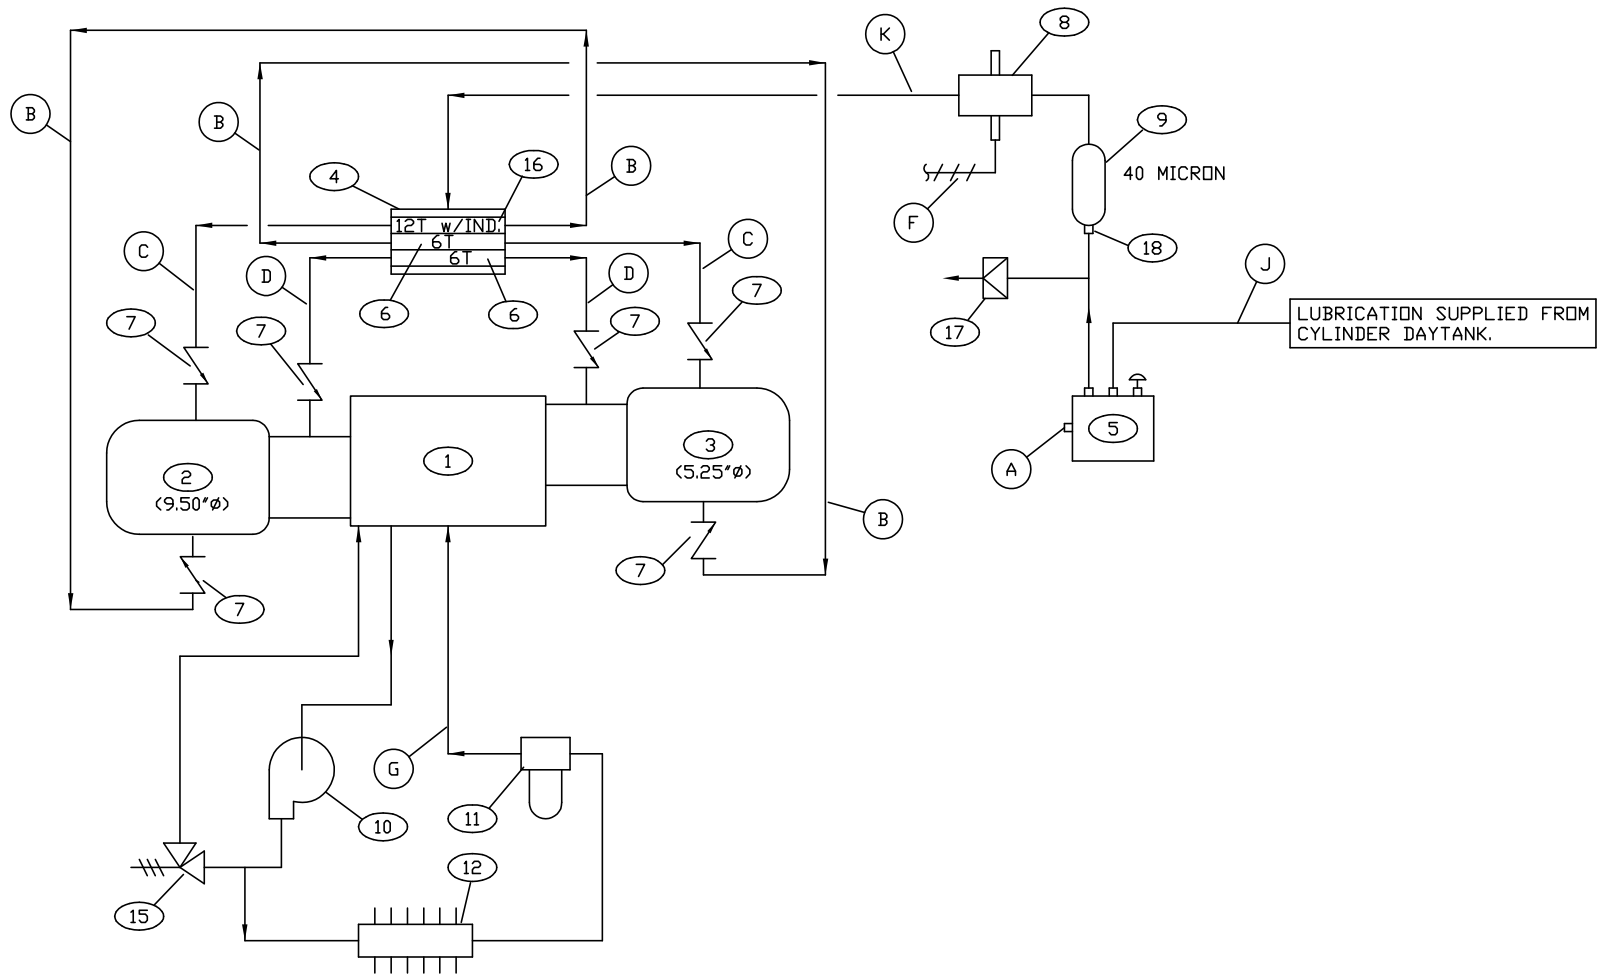 K
8
B
B
9
40 MICRON
4
16
B
12T w/IND.
6T
6T
C
D
D
C
F
18
J
7
7
6
6
7
7
17
LUBRICATION SUPPLIED FROM
CYLINDER DAYTANK.
5
A
1
3
(5.25"Ø)
2
(9.50"Ø)
B
7
7
G
10
11
12
15